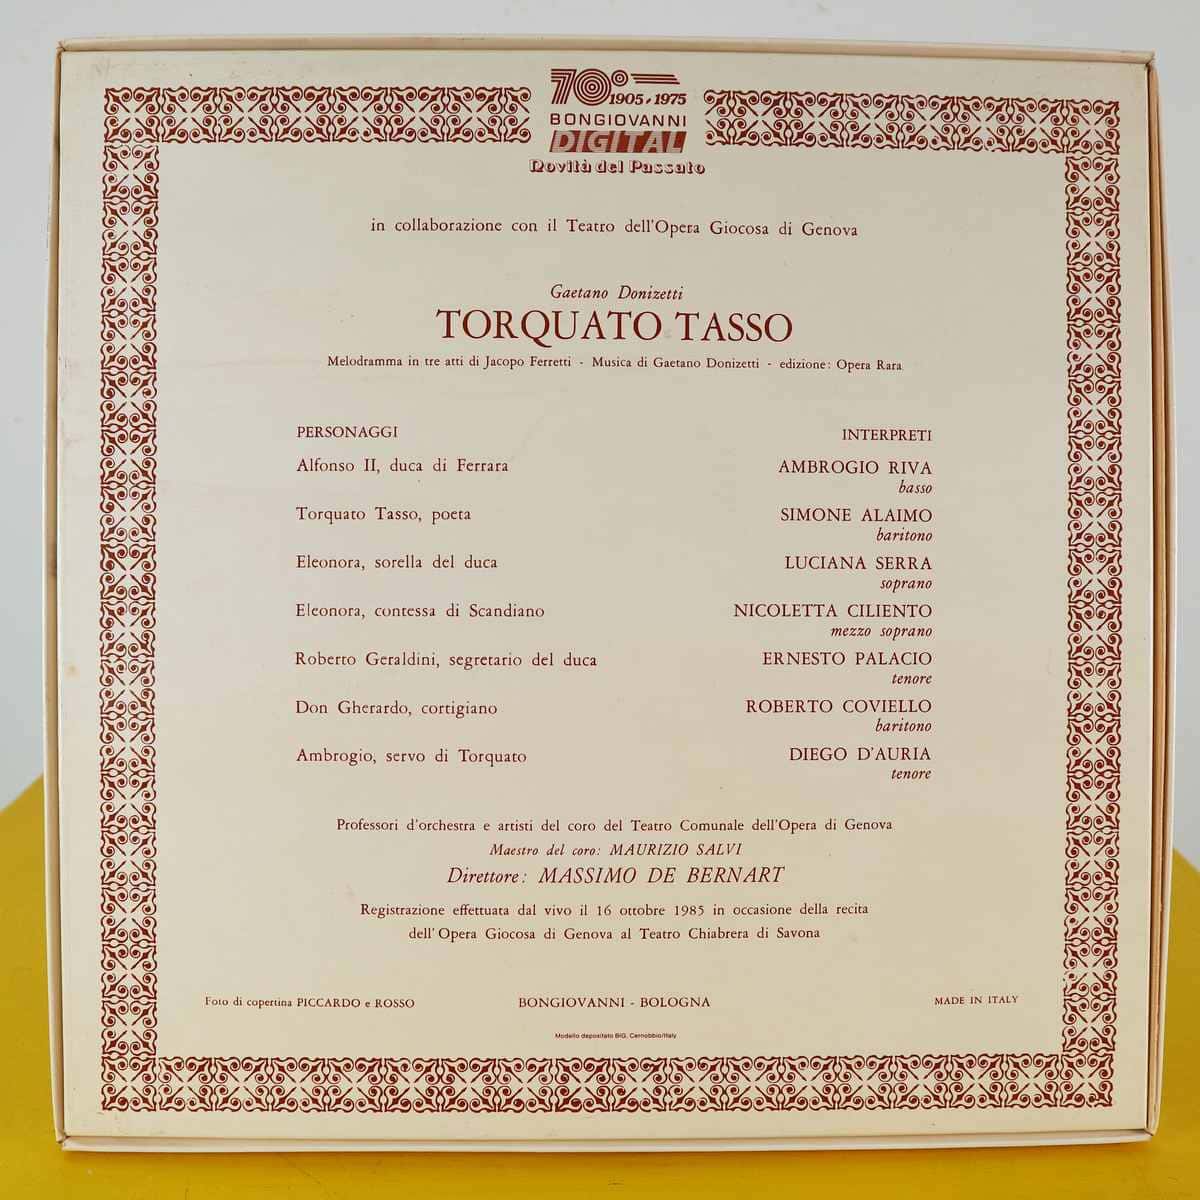 70° 1905-1975
BONGIOVANNI
DIGITAL
Novità del Passato
in collaborazione con il Teatro dell'Opera Giocosa di Genova
Gaetano Donizetti
TORQUATO TASSO
Melodramma in tre atti di Jacopo Ferretti - Musica di Gaetano Donizetti - edizione: Opera Rara
PERSONAGGI INTERPRETI
Alfonso II, duca di Ferrara AMBROGIO RIVA
basso
Torquato Tasso, poeta SIMONE ALAIMO
baritono
Eleonora, sorella del duca LUCIANA SERRA
soprano
Eleonora, contessa di Scandiano NICOLETTA CILIENTO
mezzo soprano
Roberto Geraldini, segretario del duca ERNESTO PALACIO
tenore
Don Gherardo, cortigiano ROBERTO COVIELLO
baritono
Ambrogio, servo di Torquato DIEGO D'AURIA
tenore
Professori d'orchestra e artisti del coro del Teatro Comunale dell'Opera di Genova
Maestro del coro: MAURIZIO SALVI
Direttore: MASSIMO DE BERNART
Registrazione effettuata dal vivo il 16 ottobre 1985 in occasione della recita
dell'Opera Giocosa di Genova al Teatro Chiabrera di Savona
Foto di copertina PICCARDO e ROSSO BONGIOVANNI - BOLOGNA MADE IN ITALY
Modello depositato BIG, Cernobbio/Italy